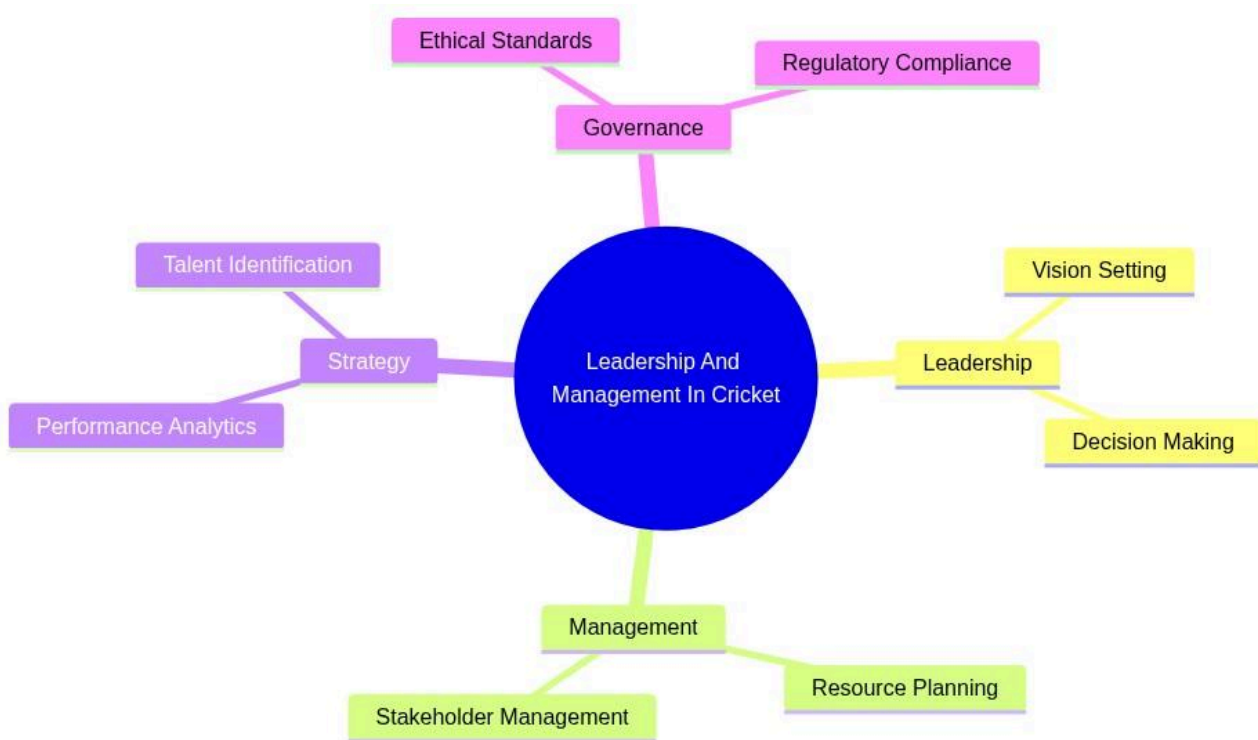 Ethical Standards
Regulatory Compliance
Governance
Talent Identification
Vision Setting
Strategy
Leadership And
Management In Cricket
Leadership
Performance Analytics
Decision Making
Management
Resource Planning
Stakeholder Management